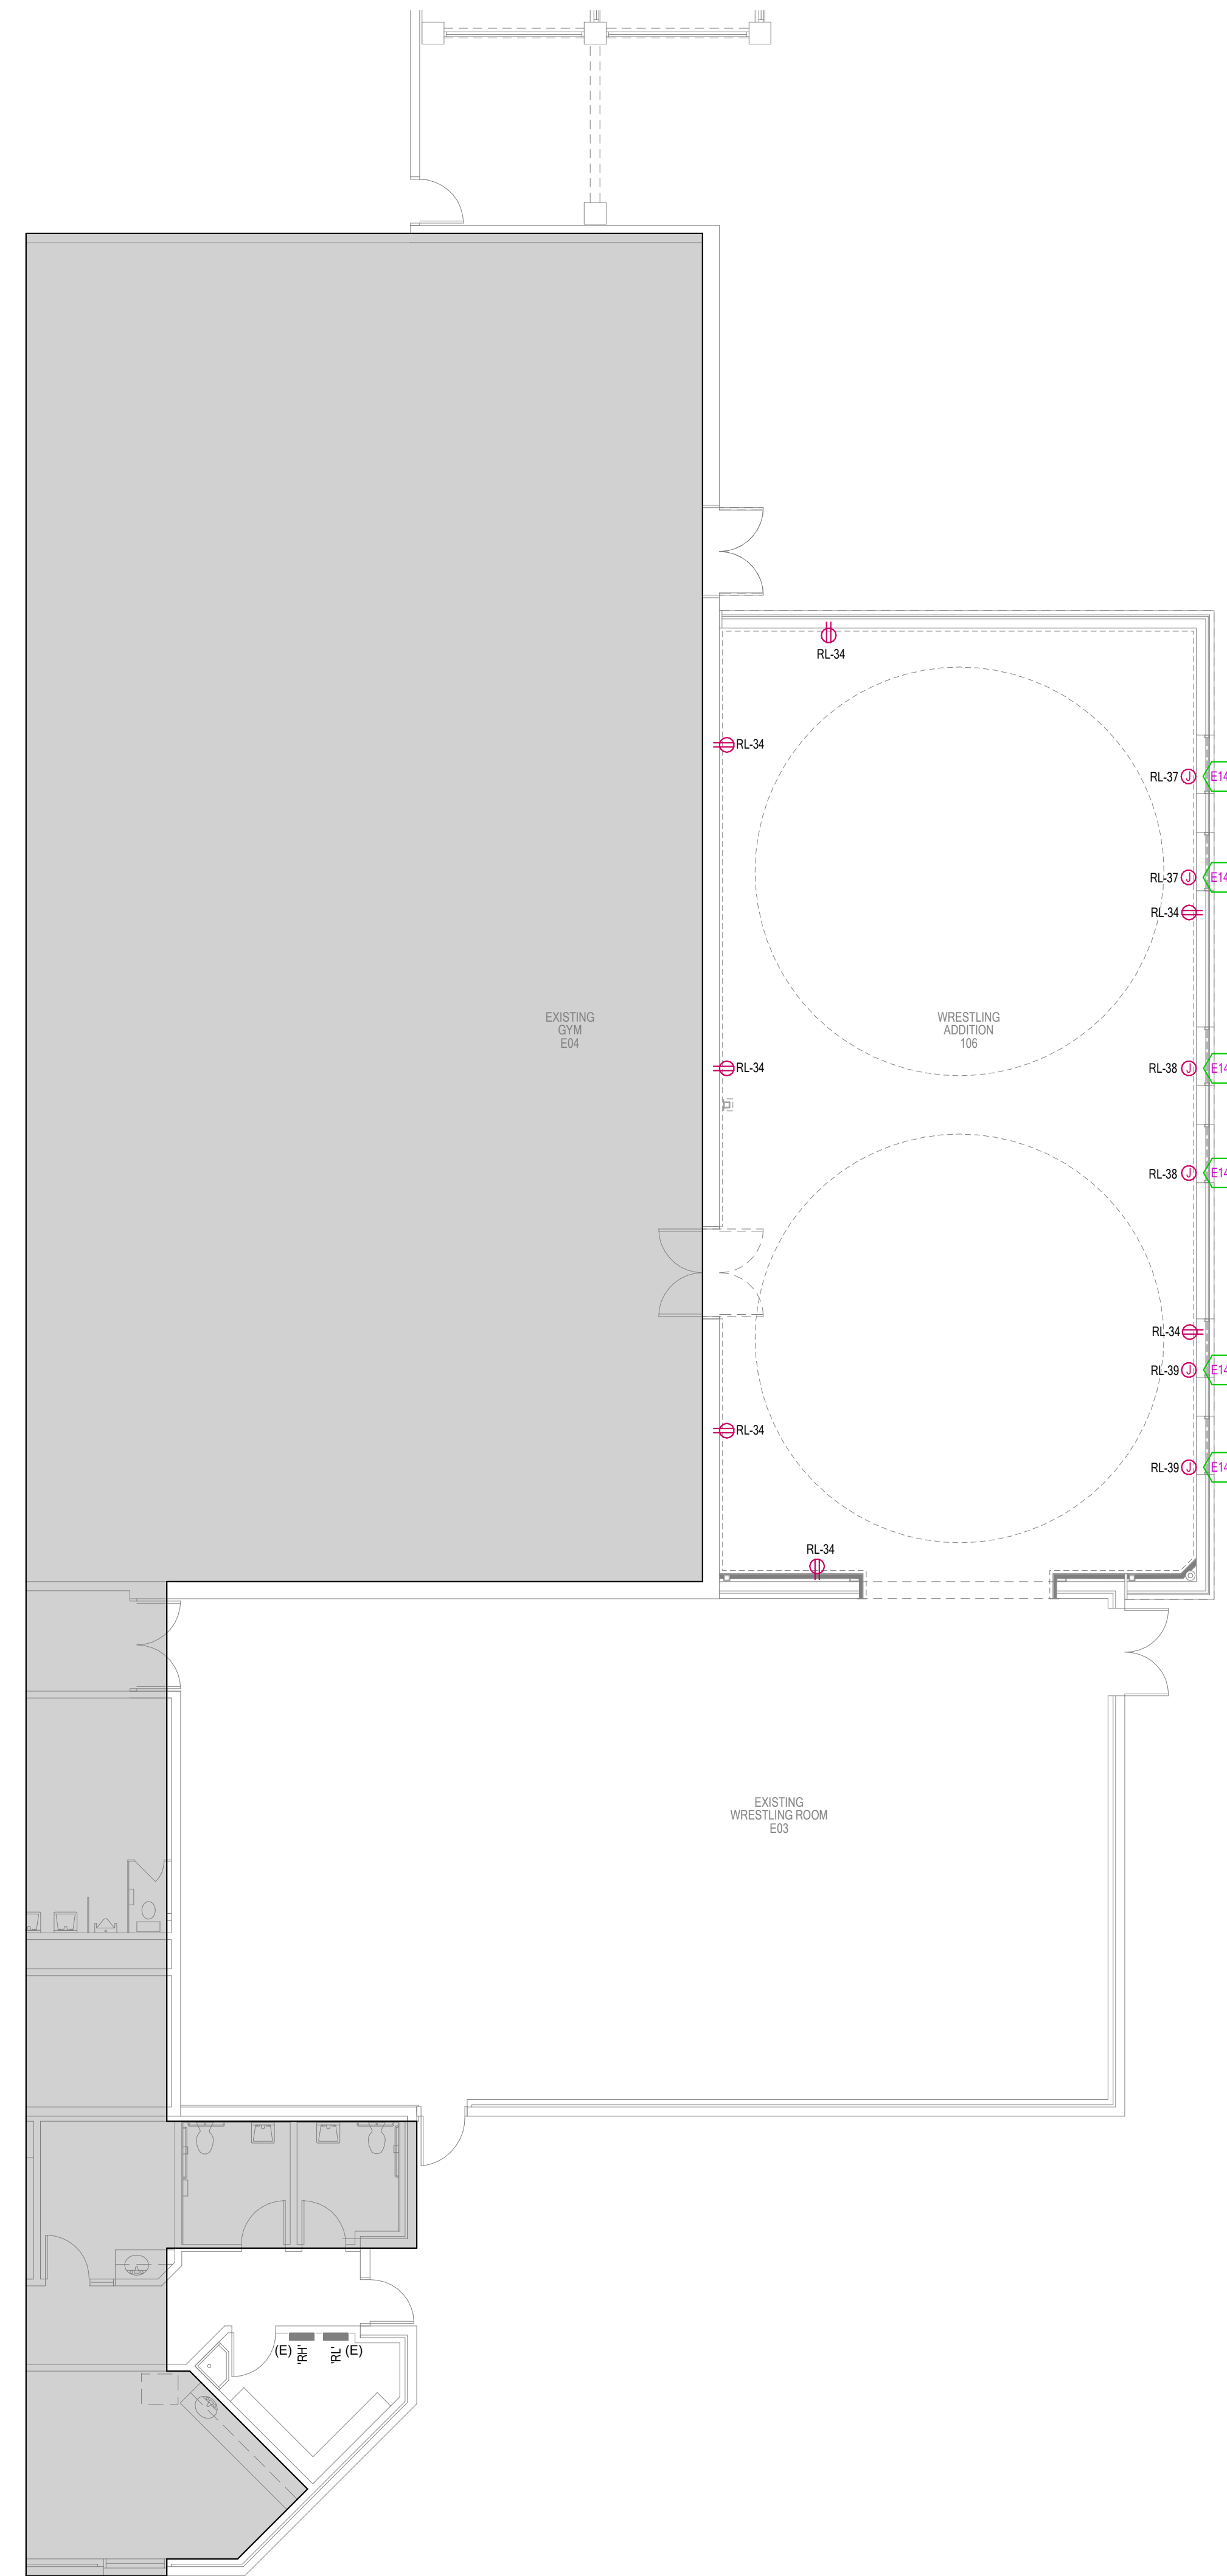 RL-34
RL-34
RL-37 J E14
RL-37 J E14
RL-34
EXISTING
GYM
E04
WRESTLING
ADDITION
106
RL-34
RL-38 J E14
RL-38 J E14
RL-34
RL-39 J E14
RL-34
RL-39 J E14
RL-34
EXISTING
WRESTLING ROOM
E03
(E) 'RH' 'RL' (E)